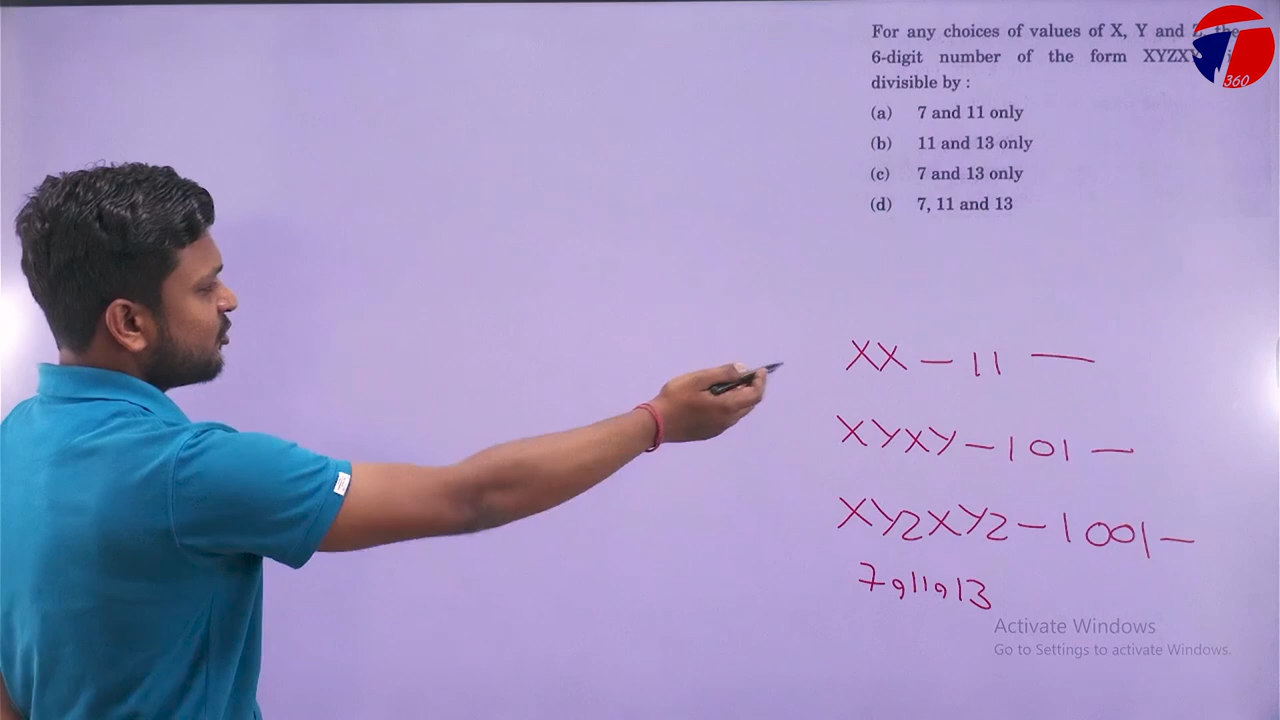 For any choices of values of X, Y and Z, the
6-digit number of the form
divisible by :
(a) 7 and 11 only
(b) 11 and 13 only
(c) 7 and 13 only
(d) 7, 11 and 13
T
360
XX – 11 —
XYXY – 101 —
XYZXYZ – 1001 –
7,11,13
Activate Windows
Go to Settings to activate Windows.